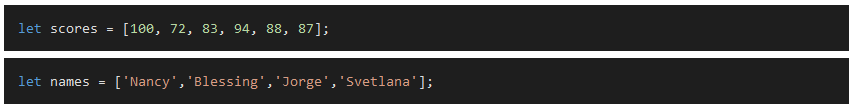 let scores = [100, 72, 83, 94, 88, 87];
let names = ['Nancy','Blessing','Jorge','Svetlana'];